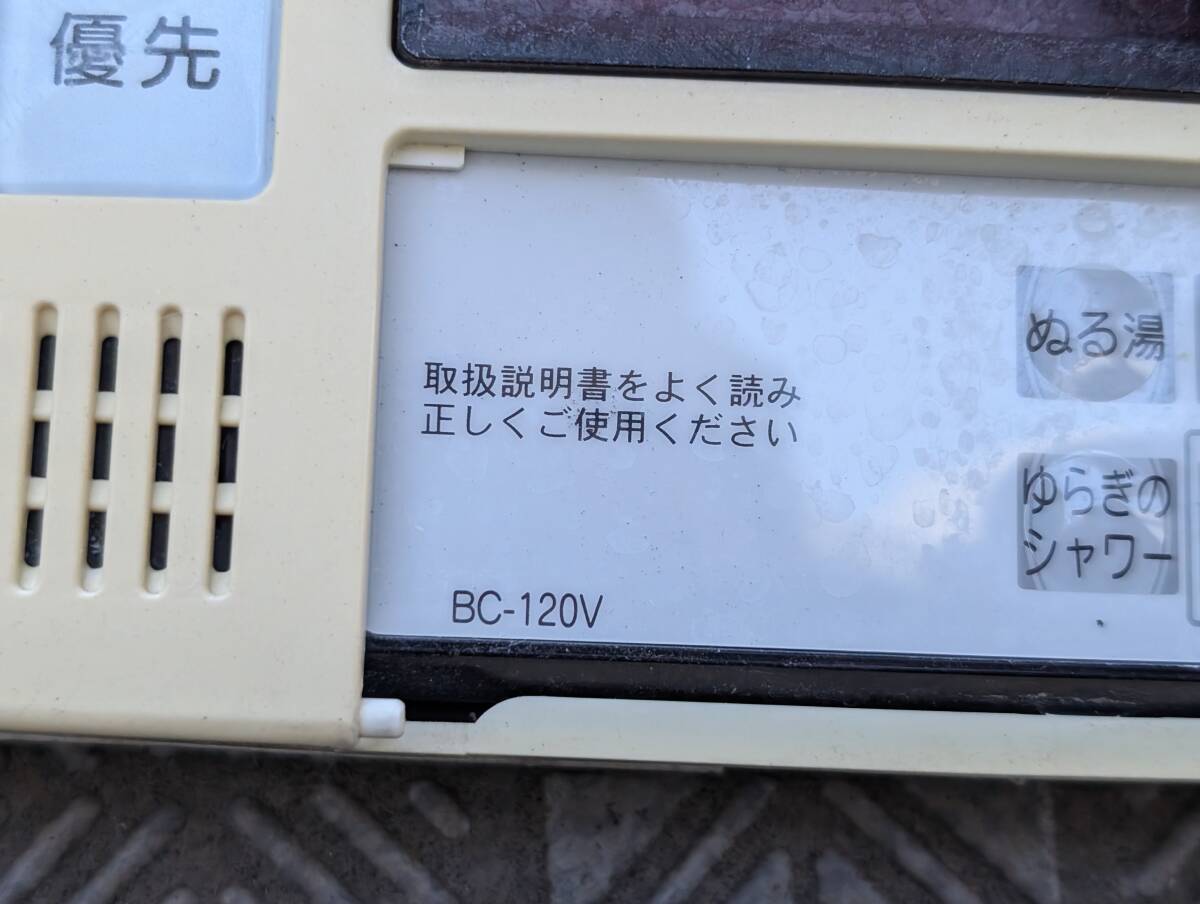 優先
取扱説明書をよく読み
正しくご使用ください
BC-120V
ぬる湯
ゆらぎの
シャワー